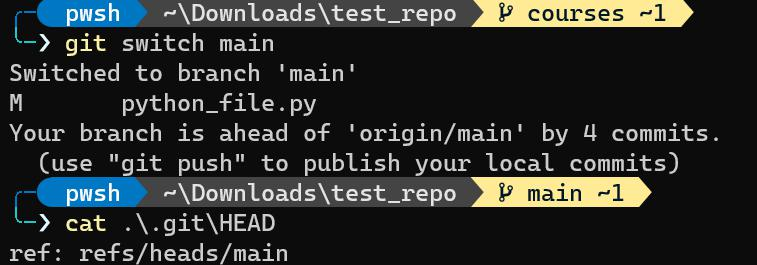 pwsh ~\Downloads\test_repo courses ~1
❯ git switch main
Switched to branch 'main'
M python_file.py
Your branch is ahead of 'origin/main' by 4 commits.
(use "git push" to publish your local commits)
pwsh ~\Downloads\test_repo main ~1
❯ cat .\.git\HEAD
ref: refs/heads/main